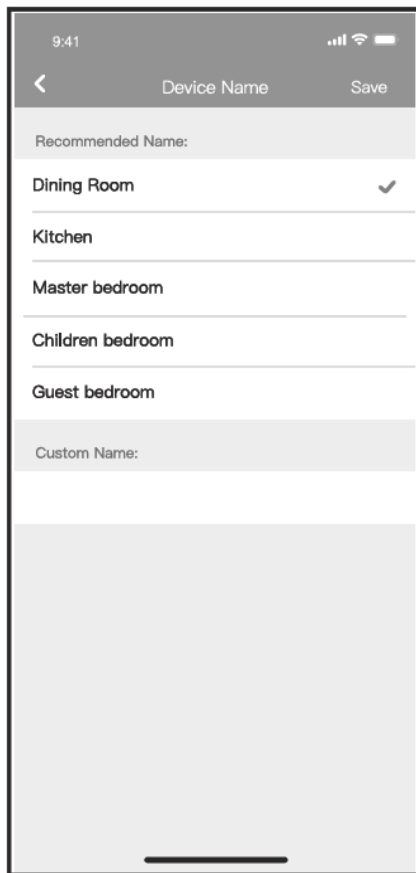 9:41
Device Name Save
Recommended Name:
Dining Room
Kitchen
Master bedroom
Children bedroom
Guest bedroom
Custom Name: